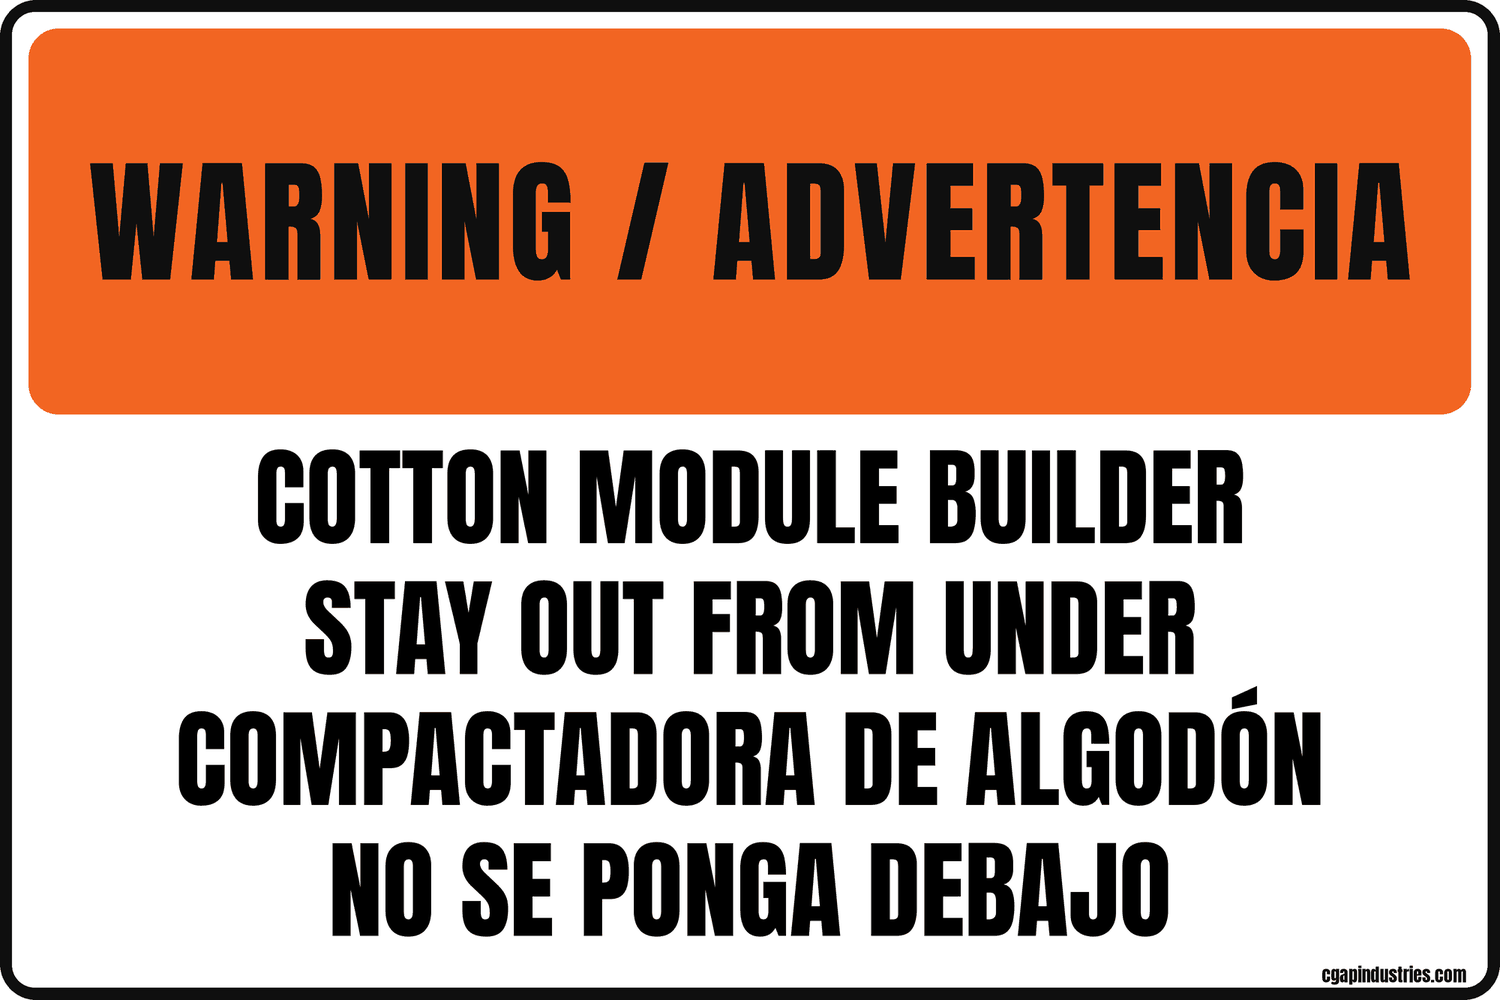 WARNING / ADVERTENCIA
COTTON MODULE BUILDER
STAY OUT FROM UNDER
COMPACTADORA DE ALGODÓN
NO SE PONGA DEBAJO
cgapindustries.com